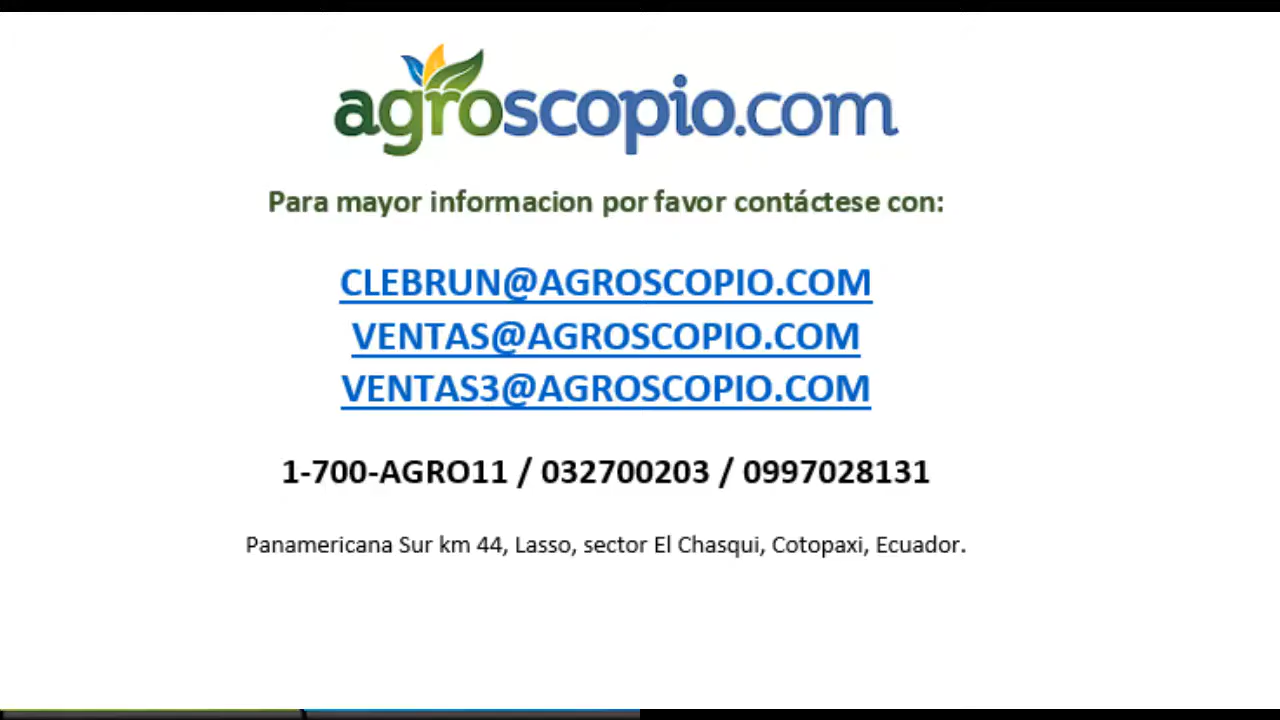 agroscopio.com
Para mayor informacion por favor contáctese con:
CLEBRUN@AGROSCOPIO.COM
VENTAS@AGROSCOPIO.COM
VENTAS3@AGROSCOPIO.COM
1-700-AGRO11 / 032700203 / 0997028131
Panamericana Sur km 44, Lasso, sector El Chasqui, Cotopaxi, Ecuador.